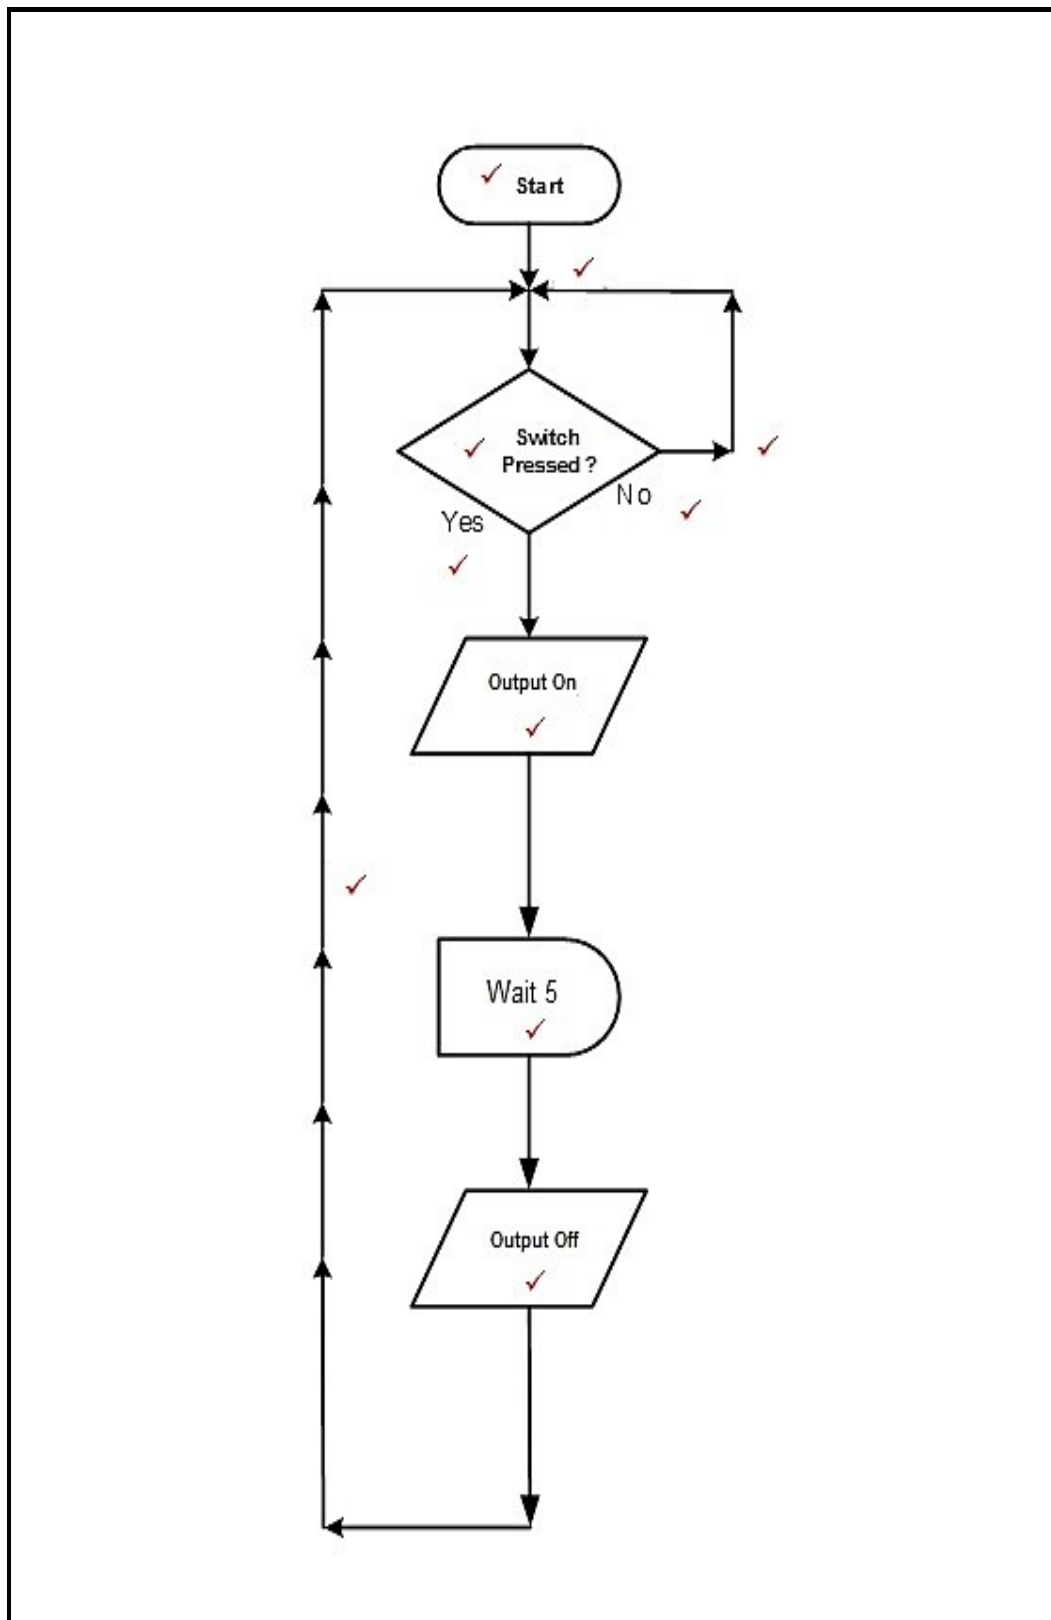 Start
Switch
Pressed ?
No
Yes
Output On
Wait 5
Output Off